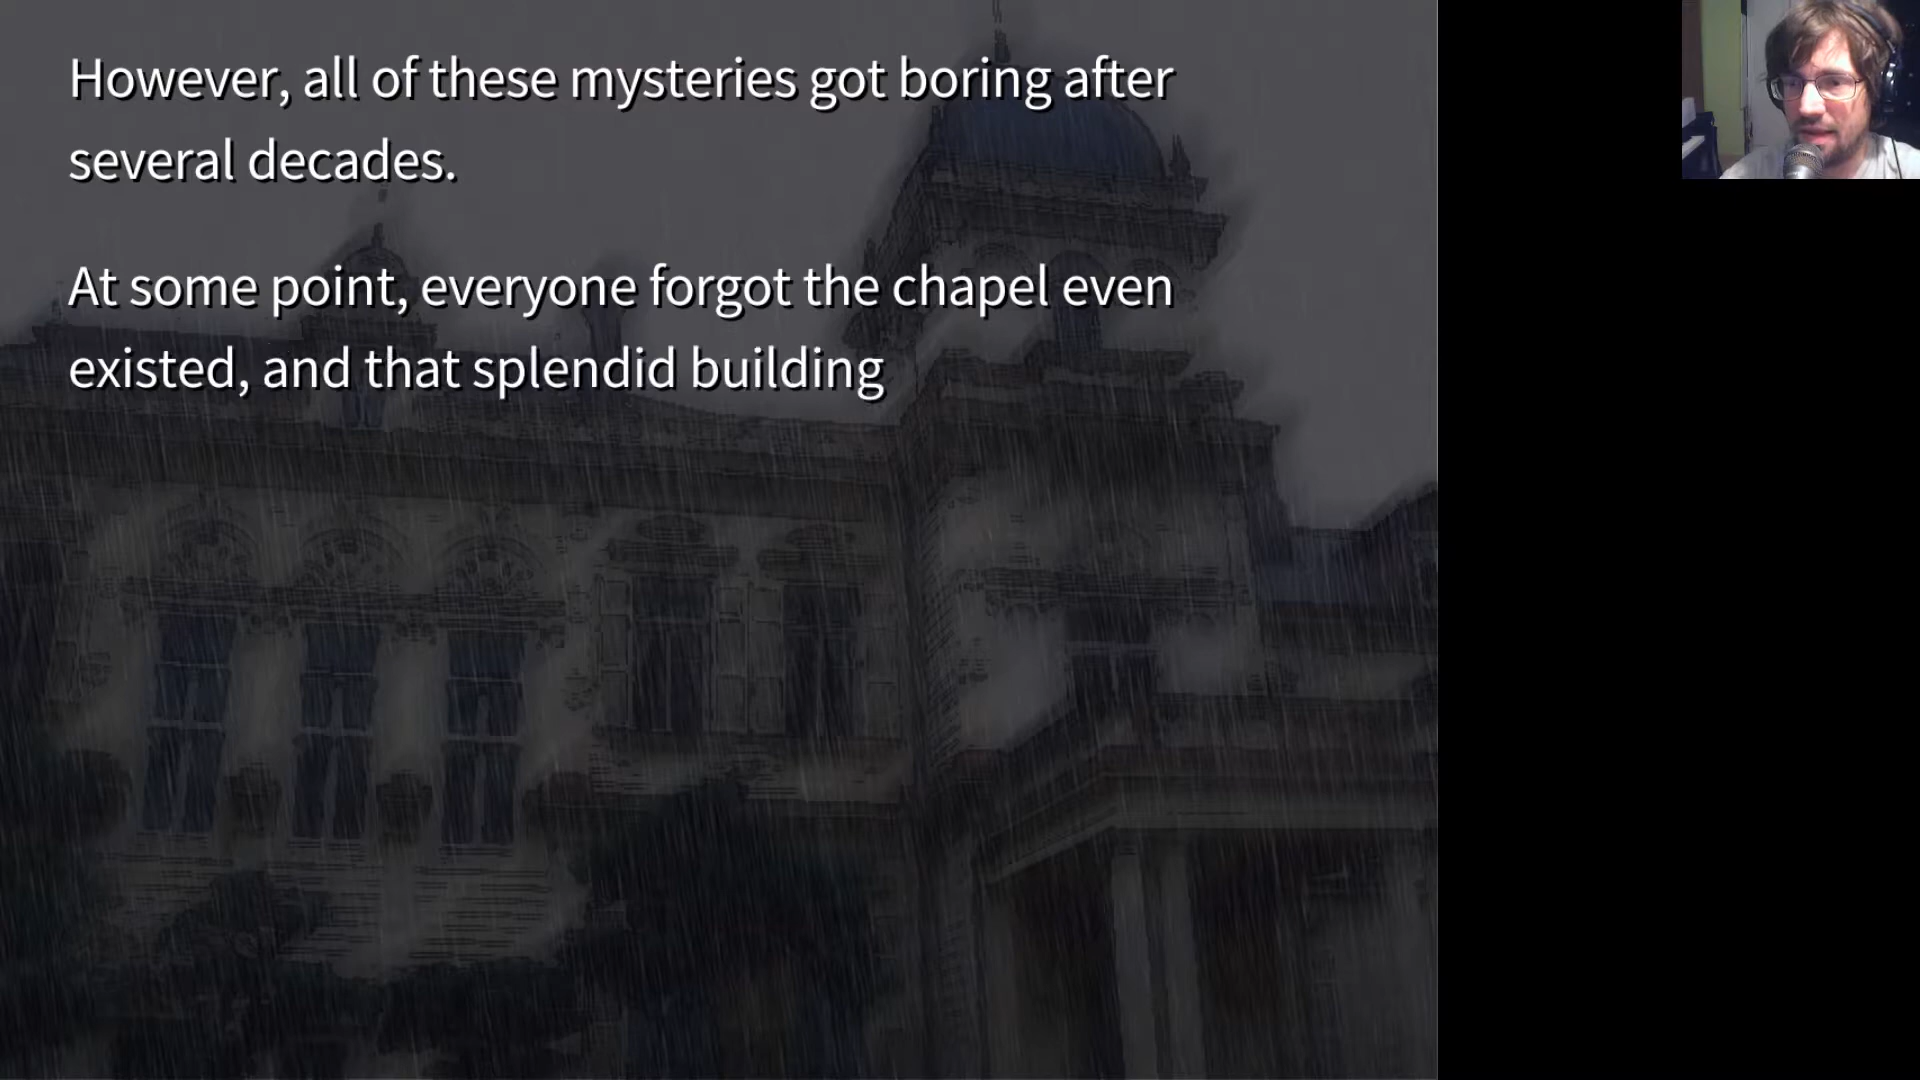 However, all of these mysteries got boring after
several decades.
At some point, everyone forgot the chapel even
existed, and that splendid building